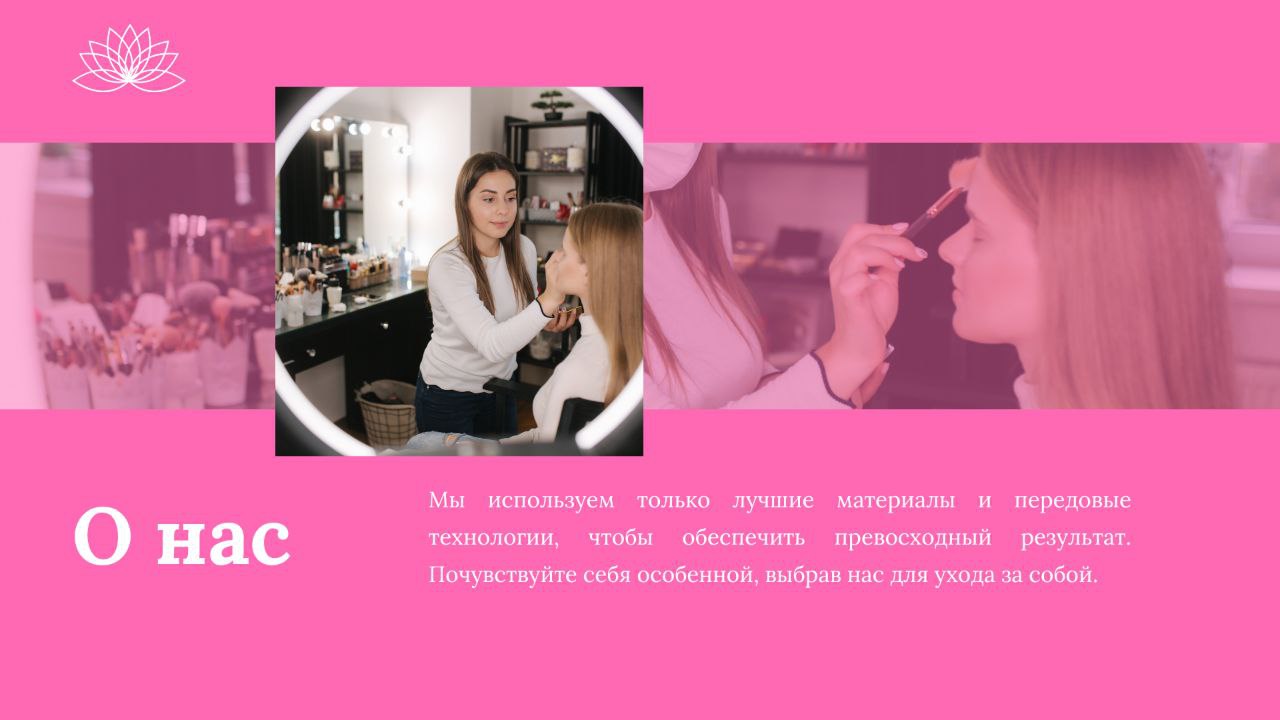 О нас
Мы используем только лучшие материалы и передовые
технологии, чтобы обеспечить превосходный результат.
Почувствуйте себя особенной, выбрав нас для ухода за собой.